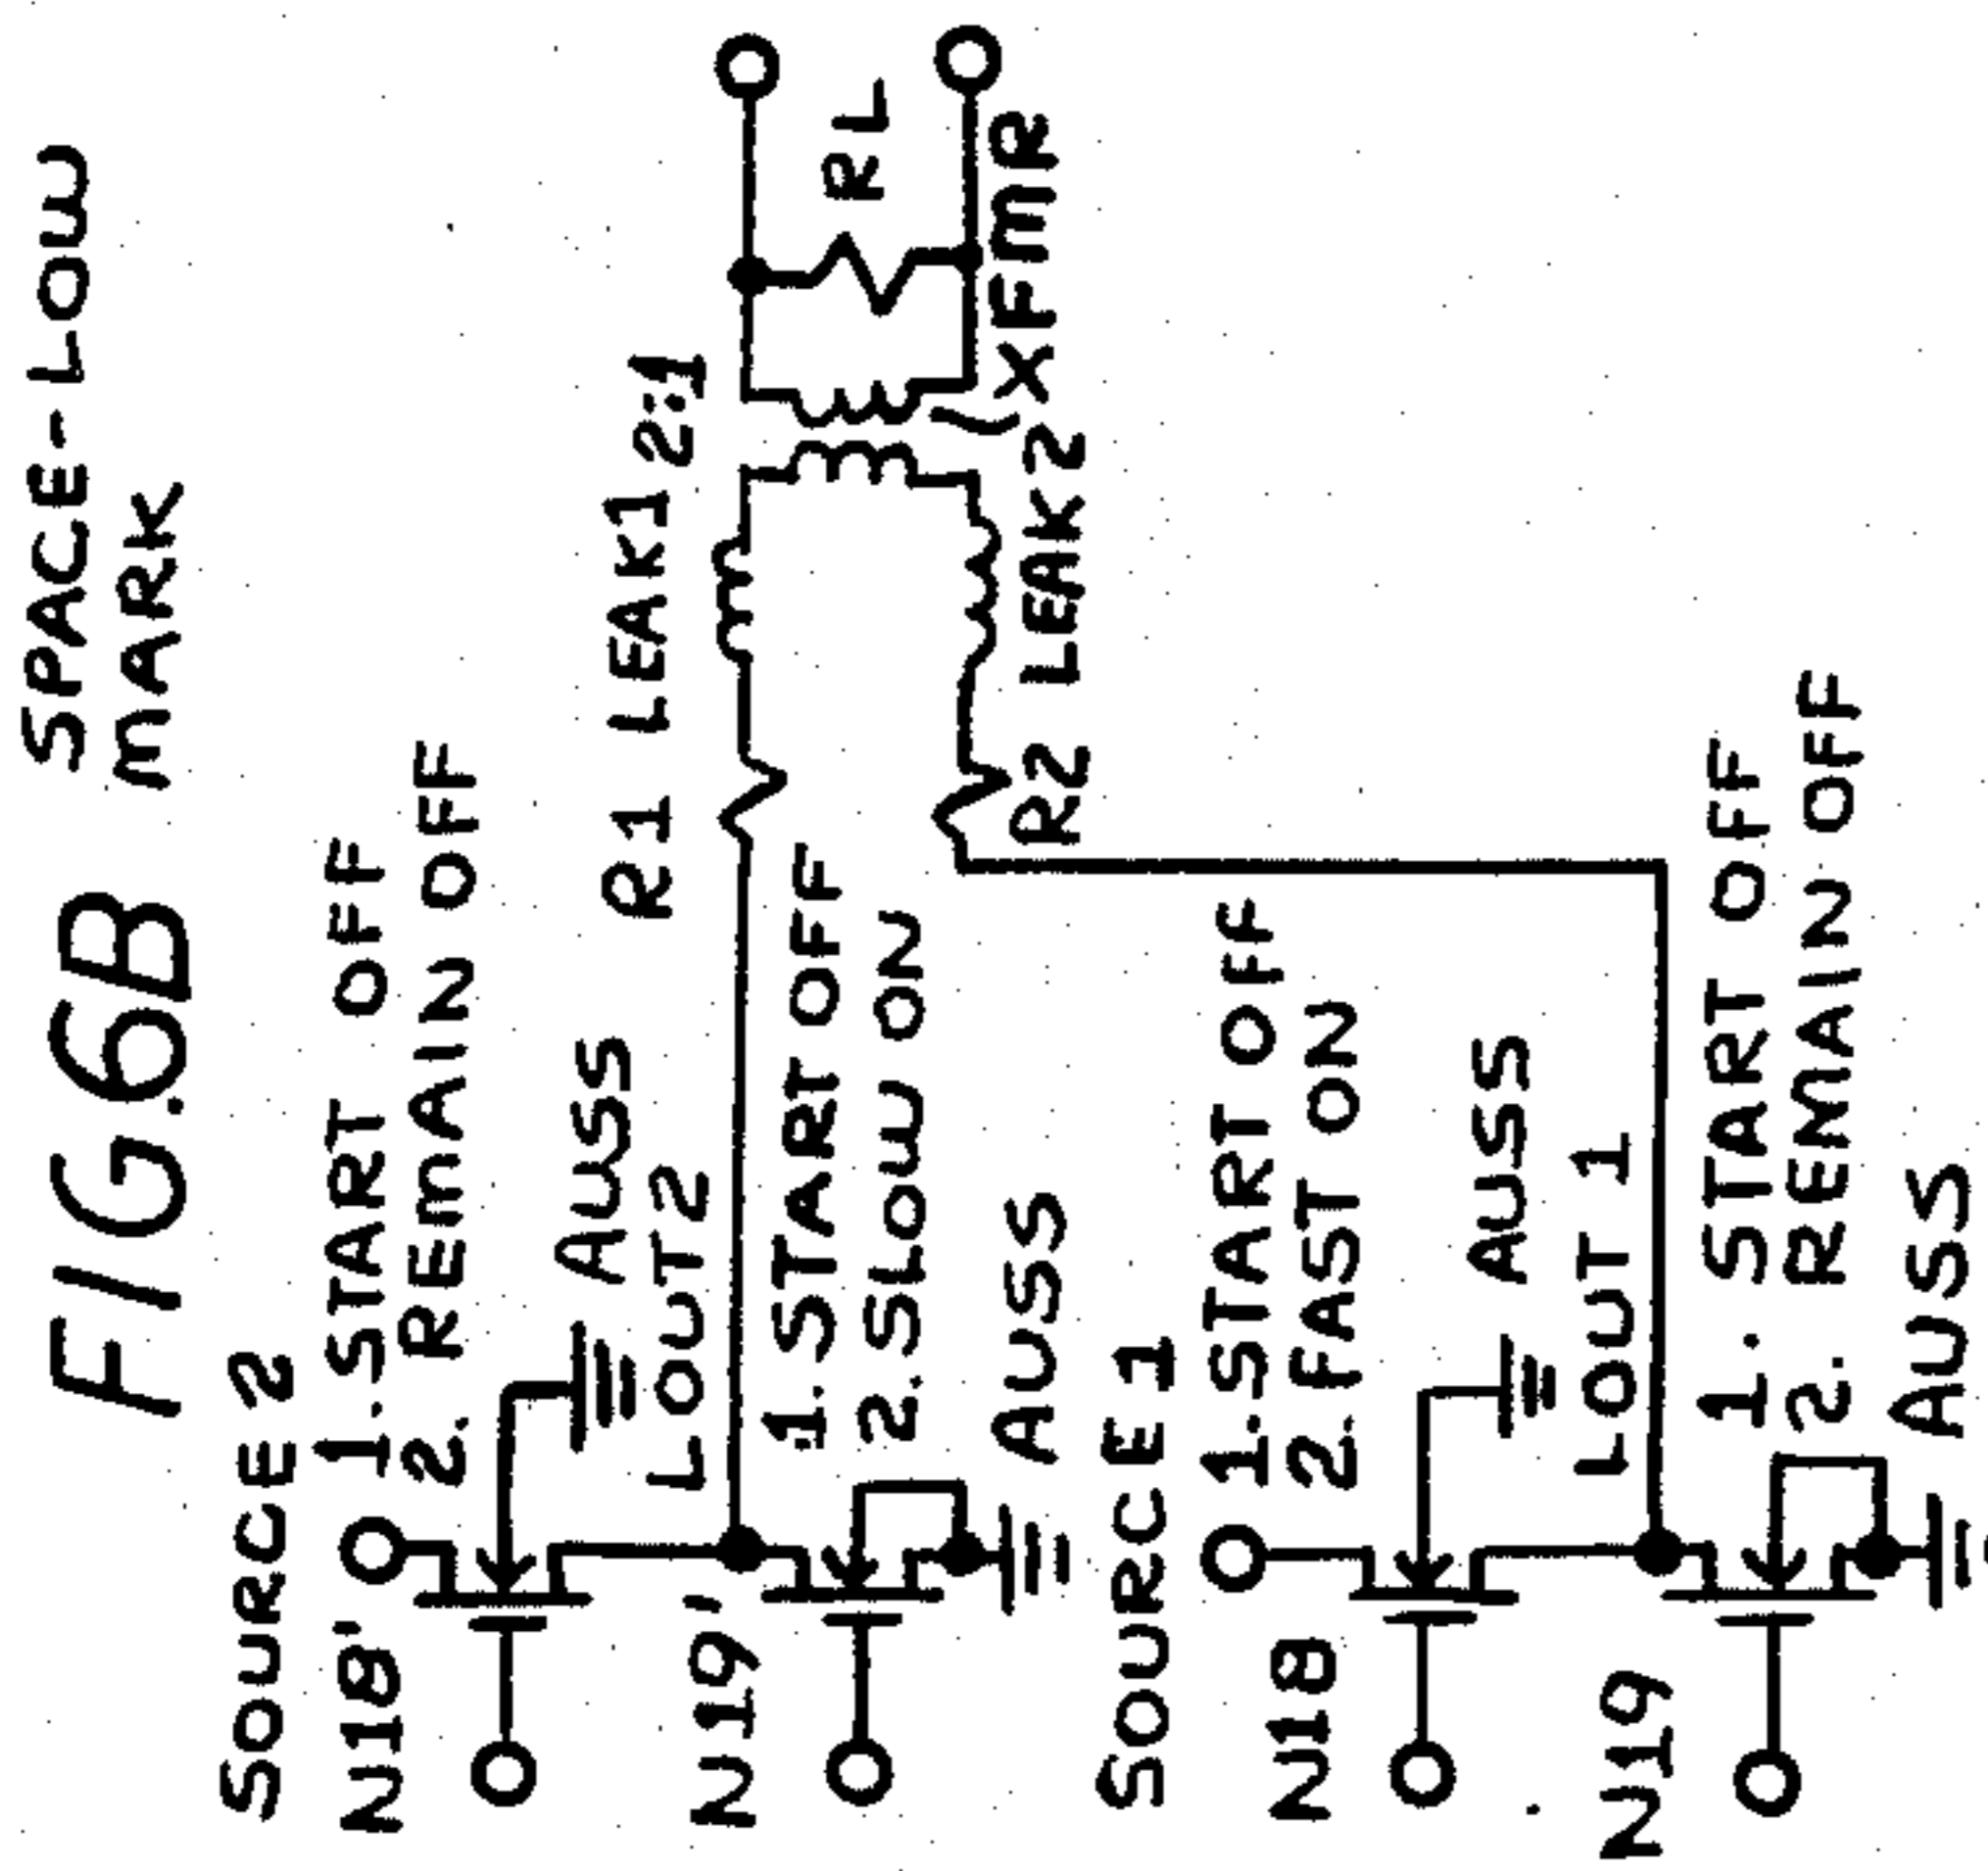 FIG.6B
SPACE-LOW
MARK
SOURCE 2
N18'
1. START OFF
2. REMAIN OFF
AUSS
LOUT2
R1 LEAK1 2:1
RL
N19'
1. START OFF
2. SLOW ON
AUSS
R2 LEAK2 XFMR
SOURCE 1
N18
1. START OFF
2. FAST ON
AUSS
LOUT 1
N19
1. START OFF
2. REMAIN OFF
AUSS